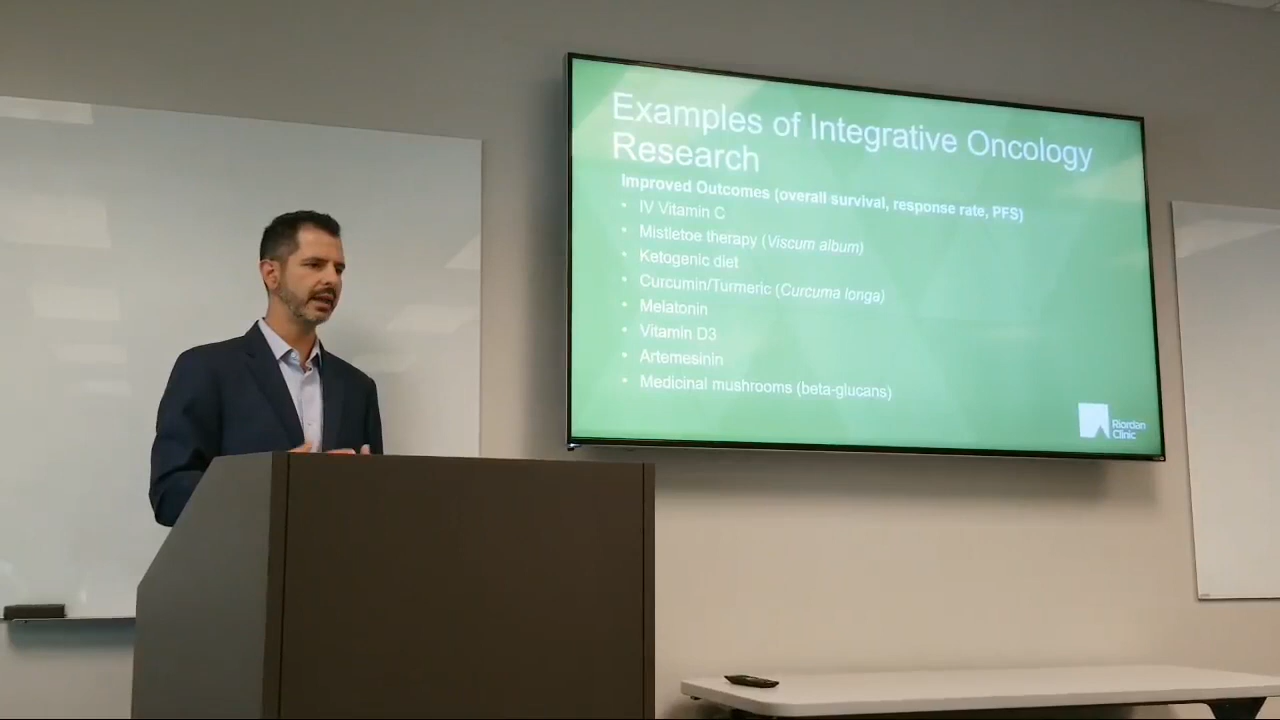 Examples of Integrative Oncology
Research
Improved Outcomes (overall survival, response rate, PFS)
• IV Vitamin C
• Mistletoe therapy (Viscum album)
• Ketogenic diet
• Curcumin/Turmeric (Curcuma longa)
• Melatonin
• Vitamin D3
• Artemesinin
• Medicinal mushrooms (beta-glucans)
Riordan
Clinic